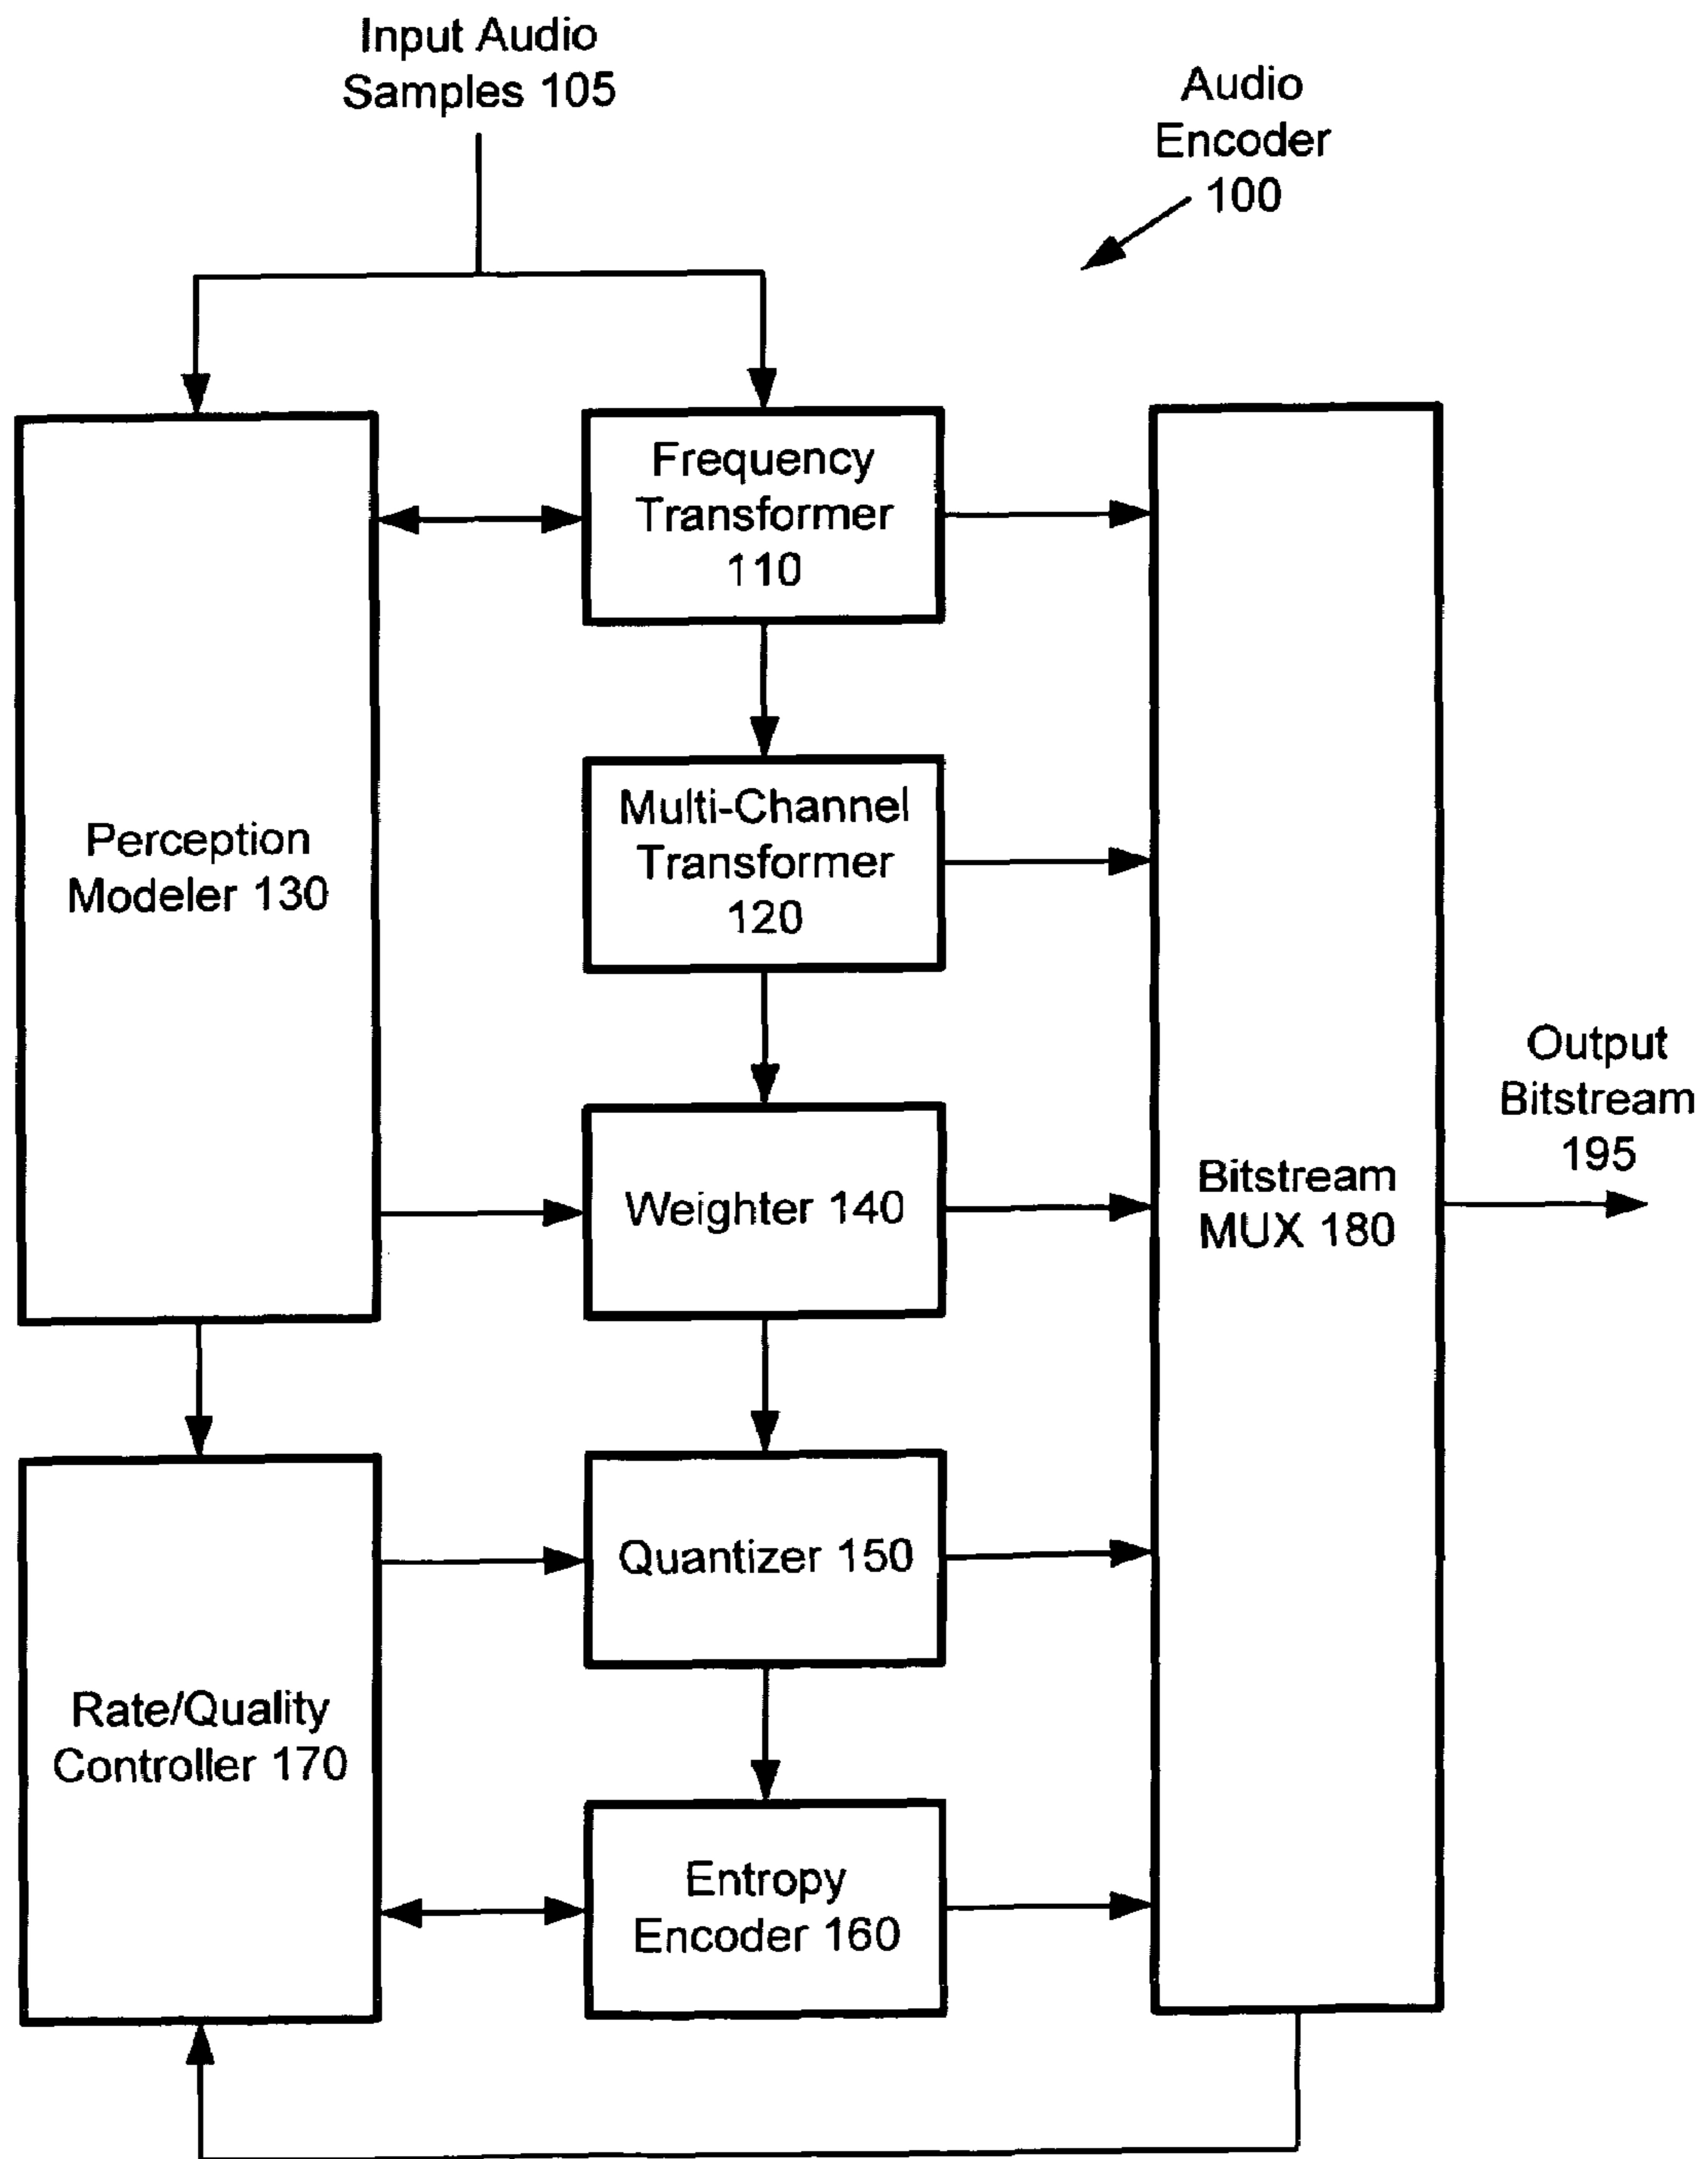 Input Audio
Samples 105
Audio
Encoder
100
Frequency
Transformer
110
Multi-Channel
Transformer
120
Perception
Modeler 130
Output
Bitstream
195
Bitstream
MUX 180
Weighter 140
Quantizer 150
Rate/Quality
Controller 170
Entropy
Encoder 160